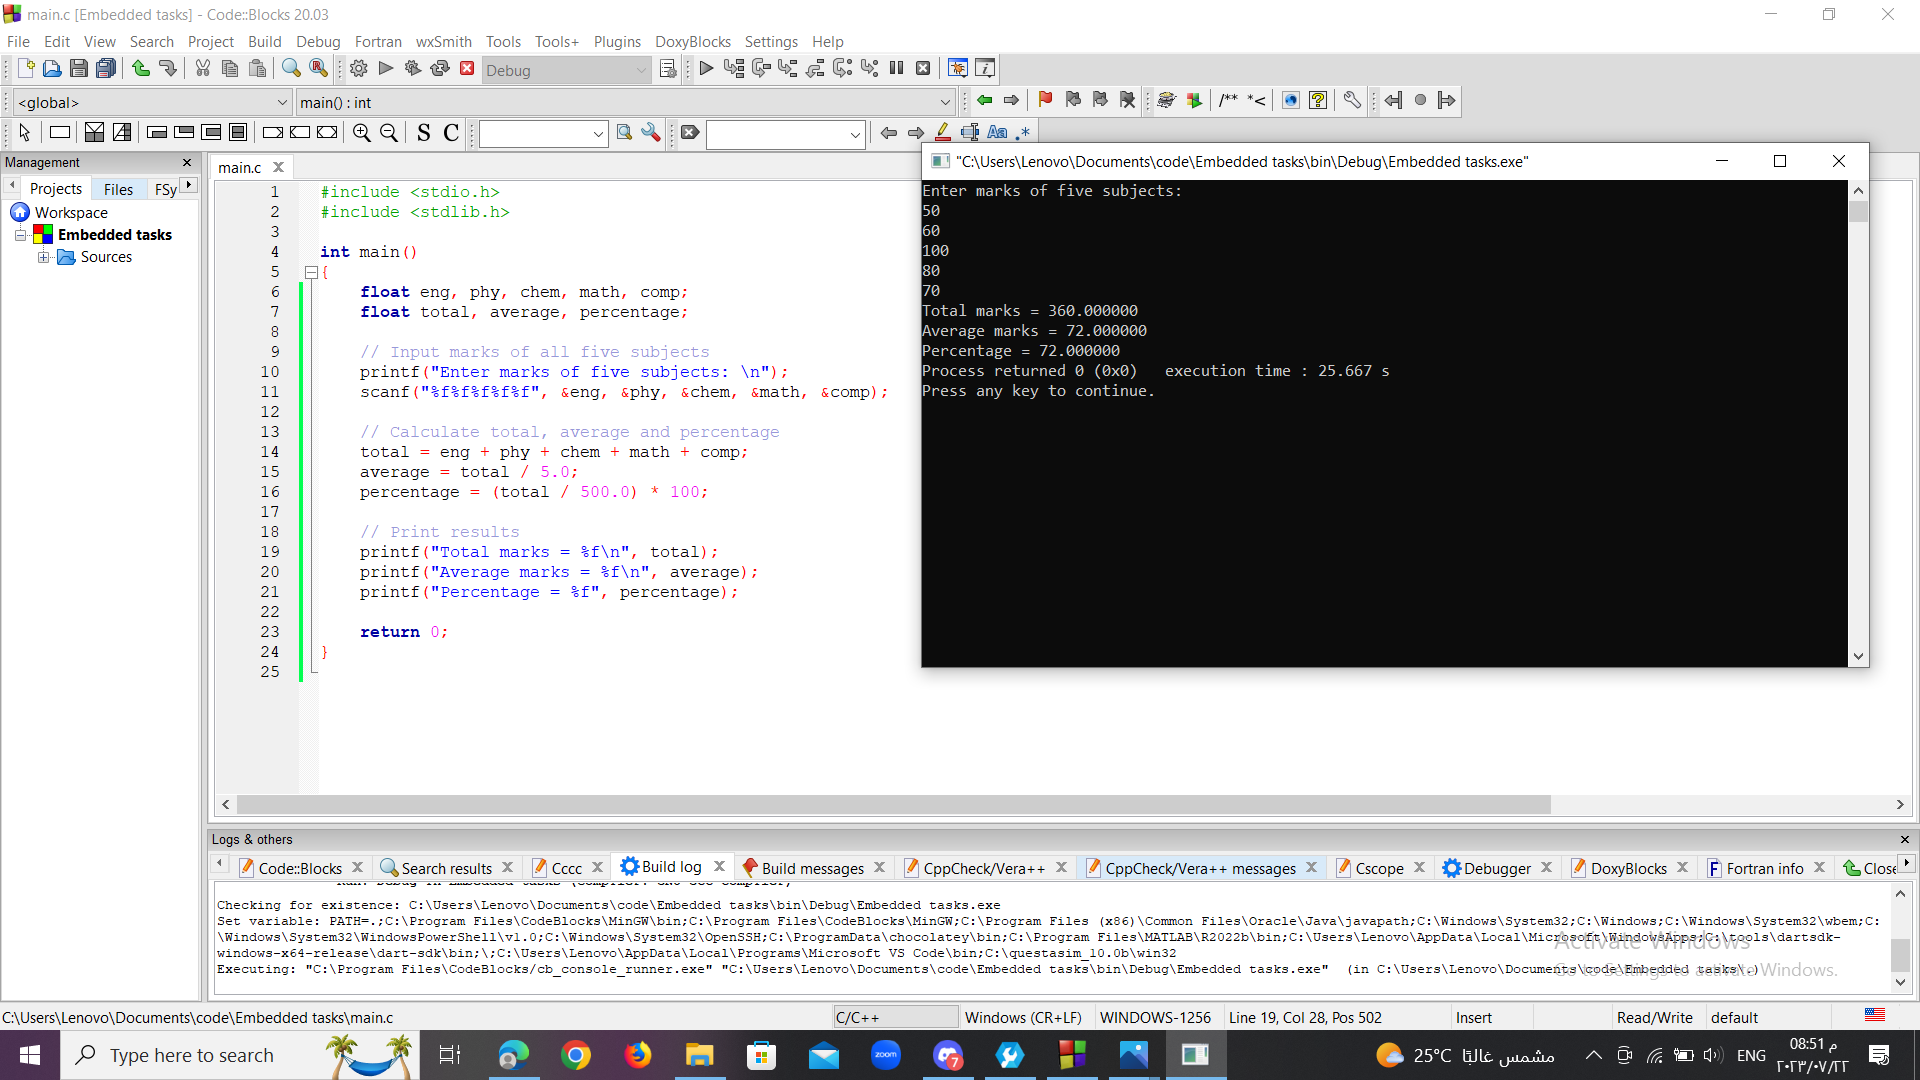 main.c [Embedded tasks] - Code::Blocks 20.03
File Edit View Search Project Build Debug Fortran wxSmith Tools Tools+ Plugins DoxyBlocks Settings Help
Debug
<global> main() : int
/** *<
S C Aa .*
Management
Projects Files FSy
Workspace
Embedded tasks
Sources
main.c
1 #include <stdio.h>
2 #include <stdlib.h>
3
4 int main()
5 {
6 float eng, phy, chem, math, comp;
7 float total, average, percentage;
8
9 // Input marks of all five subjects
10 printf("Enter marks of five subjects: \n");
11 scanf("%f%f%f%f%f", &eng, &phy, &chem, &math, &comp);
12
13 // Calculate total, average and percentage
14 total = eng + phy + chem + math + comp;
15 average = total / 5.0;
16 percentage = (total / 500.0) * 100;
17
18 // Print results
19 printf("Total marks = %f\n", total);
20 printf("Average marks = %f\n", average);
21 printf("Percentage = %f", percentage);
22
23 return 0;
24 }
25
"C:\Users\Lenovo\Documents\code\Embedded tasks\bin\Debug\Embedded tasks.exe"
Enter marks of five subjects:
50
60
100
80
70
Total marks = 360.000000
Average marks = 72.000000
Percentage = 72.000000
Process returned 0 (0x0) execution time : 25.667 s
Press any key to continue.
Logs & others
Code::Blocks Search results Cccc Build log Build messages CppCheck/Vera++ CppCheck/Vera++ messages Cscope Debugger DoxyBlocks Fortran info Close
Checking for existence: C:\Users\Lenovo\Documents\code\Embedded tasks\bin\Debug\Embedded tasks.exe
Set variable: PATH=.;C:\Program Files\CodeBlocks\MinGW\bin;C:\Program Files\CodeBlocks\MinGW;C:\Program Files (x86)\Common Files\Oracle\Java\javapath;C:\Windows\System32;C:\Windows;C:\Windows\System32\wbem;C:
\Windows\System32\WindowsPowerShell\v1.0;C:\Windows\System32\OpenSSH;C:\ProgramData\chocolatey\bin;C:\Program Files\MATLAB\R2022b\bin;C:\Users\Lenovo\AppData\Local\Microsoft\WindowsApps;C:\tools\dartsdk-
windows-x64-release\dart-sdk\bin;\;C:\Users\Lenovo\AppData\Local\Programs\Microsoft VS Code\bin;C:\questasim_10.0b\win32
Executing: "C:\Program Files\CodeBlocks/cb_console_runner.exe" "C:\Users\Lenovo\Documents\code\Embedded tasks\bin\Debug\Embedded tasks.exe" (in C:\Users\Lenovo\Documents\code\Embedded tasks\.)
Activate Windows
Go to Settings to activate Windows.
C:\Users\Lenovo\Documents\code\Embedded tasks\main.c C/C++ Windows (CR+LF) WINDOWS-1256 Line 19, Col 28, Pos 502 Insert Read/Write default
Type here to search
zoom
7
25°C مشمس غالبًا
ENG
08:51 م
٢٠٢٣/٠٧/٢٢